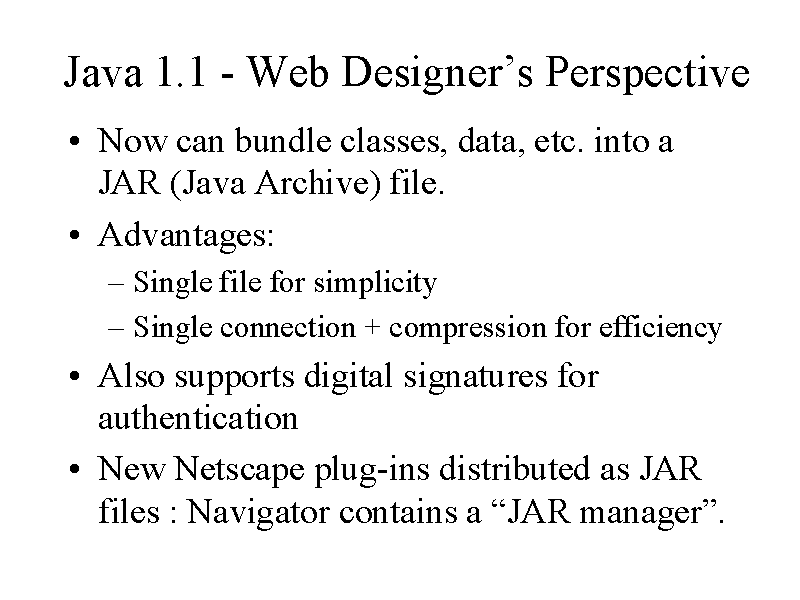 Java 1.1 - Web Designer’s Perspective
• Now can bundle classes, data, etc. into a
JAR (Java Archive) file.
• Advantages:
– Single file for simplicity
– Single connection + compression for efficiency
• Also supports digital signatures for
authentication
• New Netscape plug-ins distributed as JAR
files : Navigator contains a “JAR manager”.